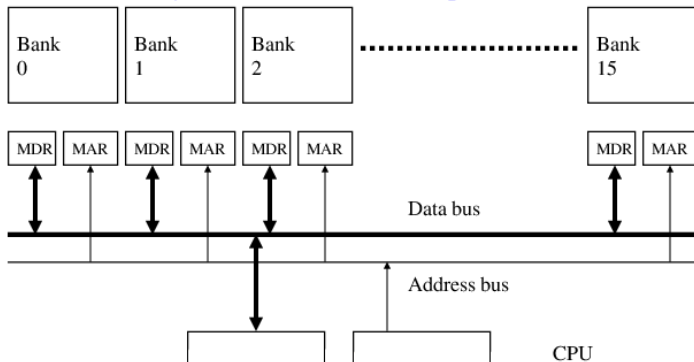 Bank
0
Bank
1
Bank
2
Bank
15
MDR MAR MDR MAR MDR MAR MDR MAR
Data bus
Address bus
CPU